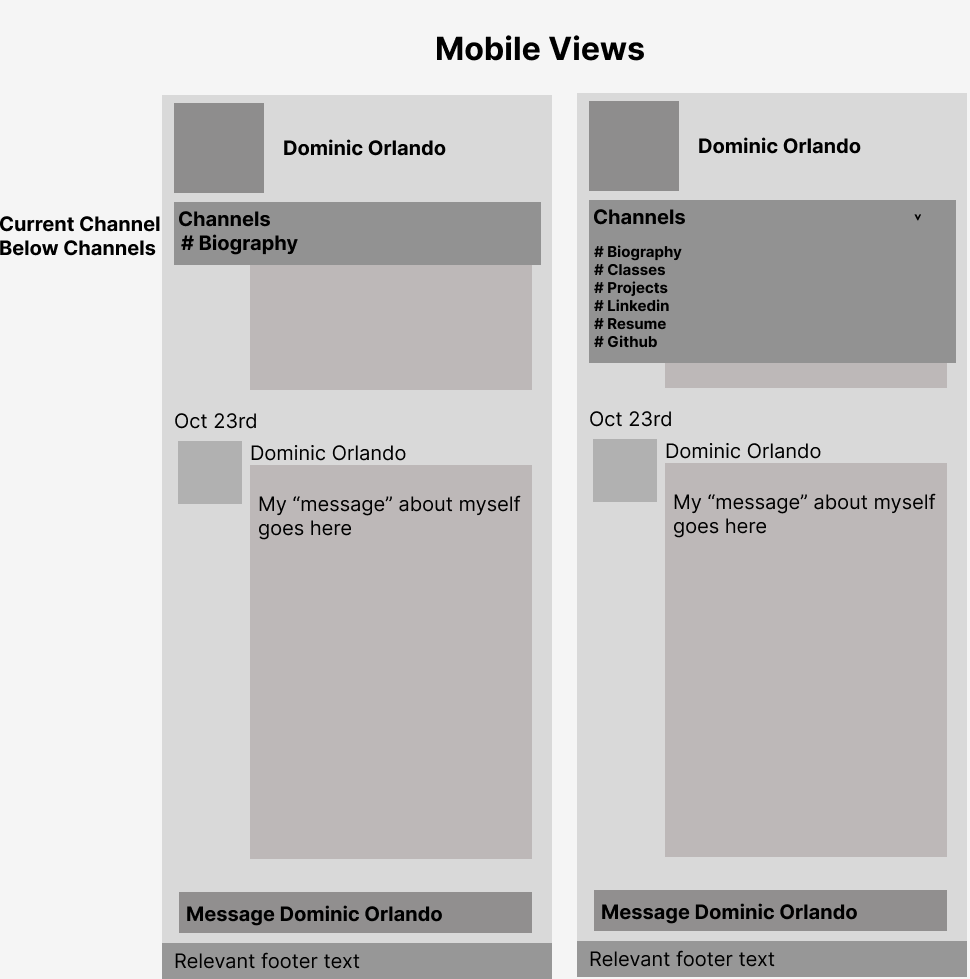 Mobile Views
Current Channel
Below Channels
Dominic Orlando
Channels
# Biography
Oct 23rd
Dominic Orlando
My “message” about myself
goes here
Message Dominic Orlando
Relevant footer text
Dominic Orlando
Channels
# Biography
# Classes
# Projects
# Linkedin
# Resume
# Github
Oct 23rd
Dominic Orlando
My “message” about myself
goes here
Message Dominic Orlando
Relevant footer text